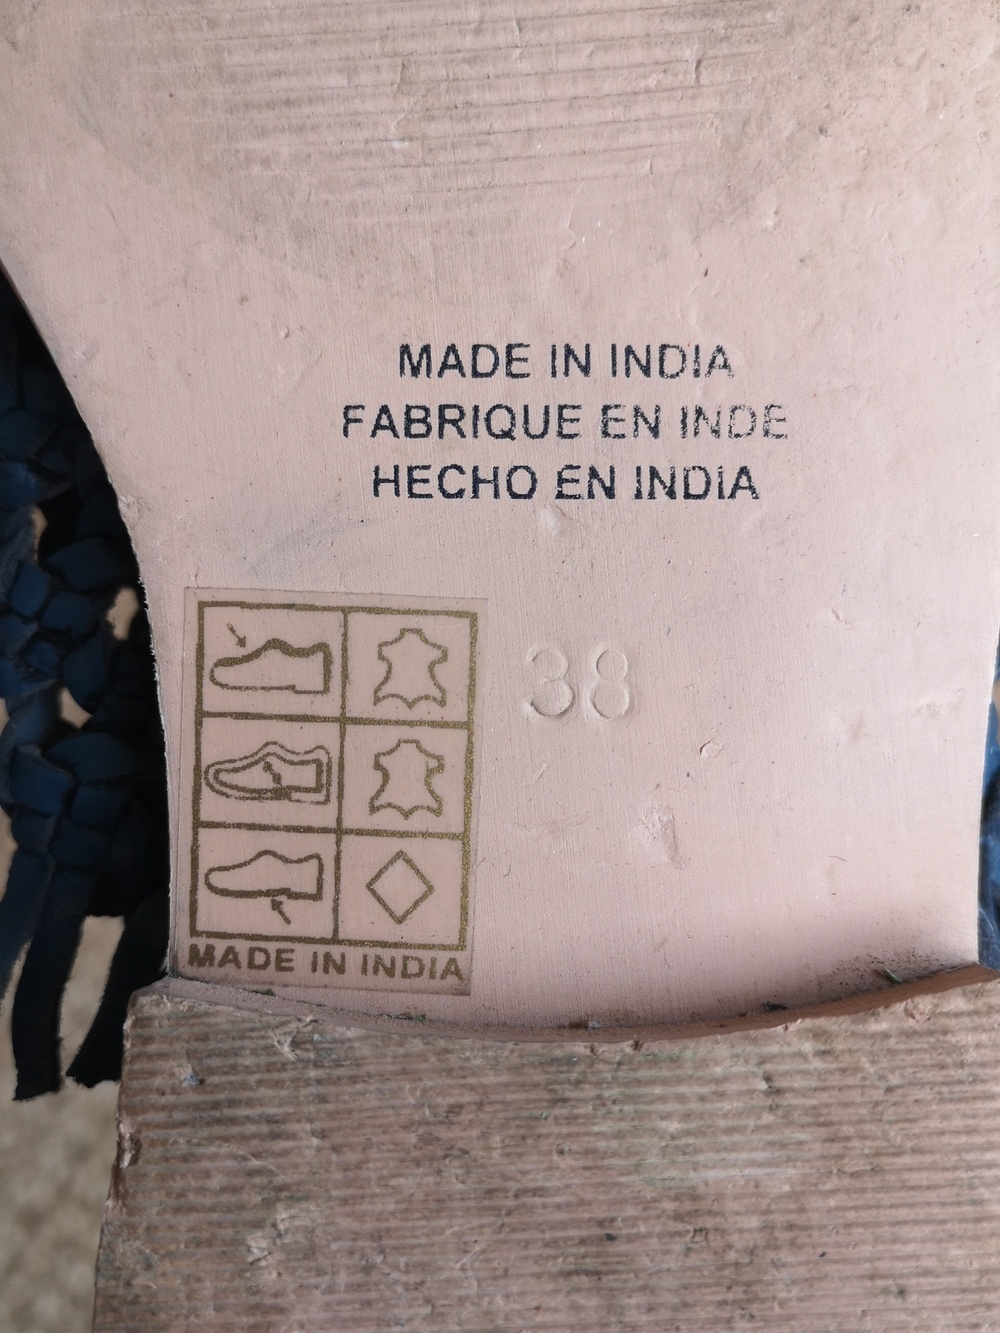 MADE IN INDIA
FABRIQUE EN INDE
HECHO EN INDIA
38
MADE IN INDIA